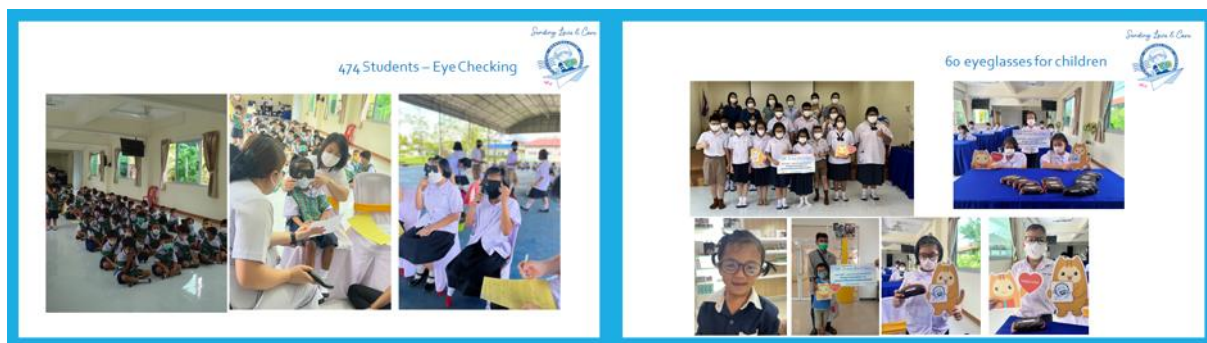 Sending Love & Care
474 Students – Eye Checking
Sending Love & Care
60 eyeglasses for children